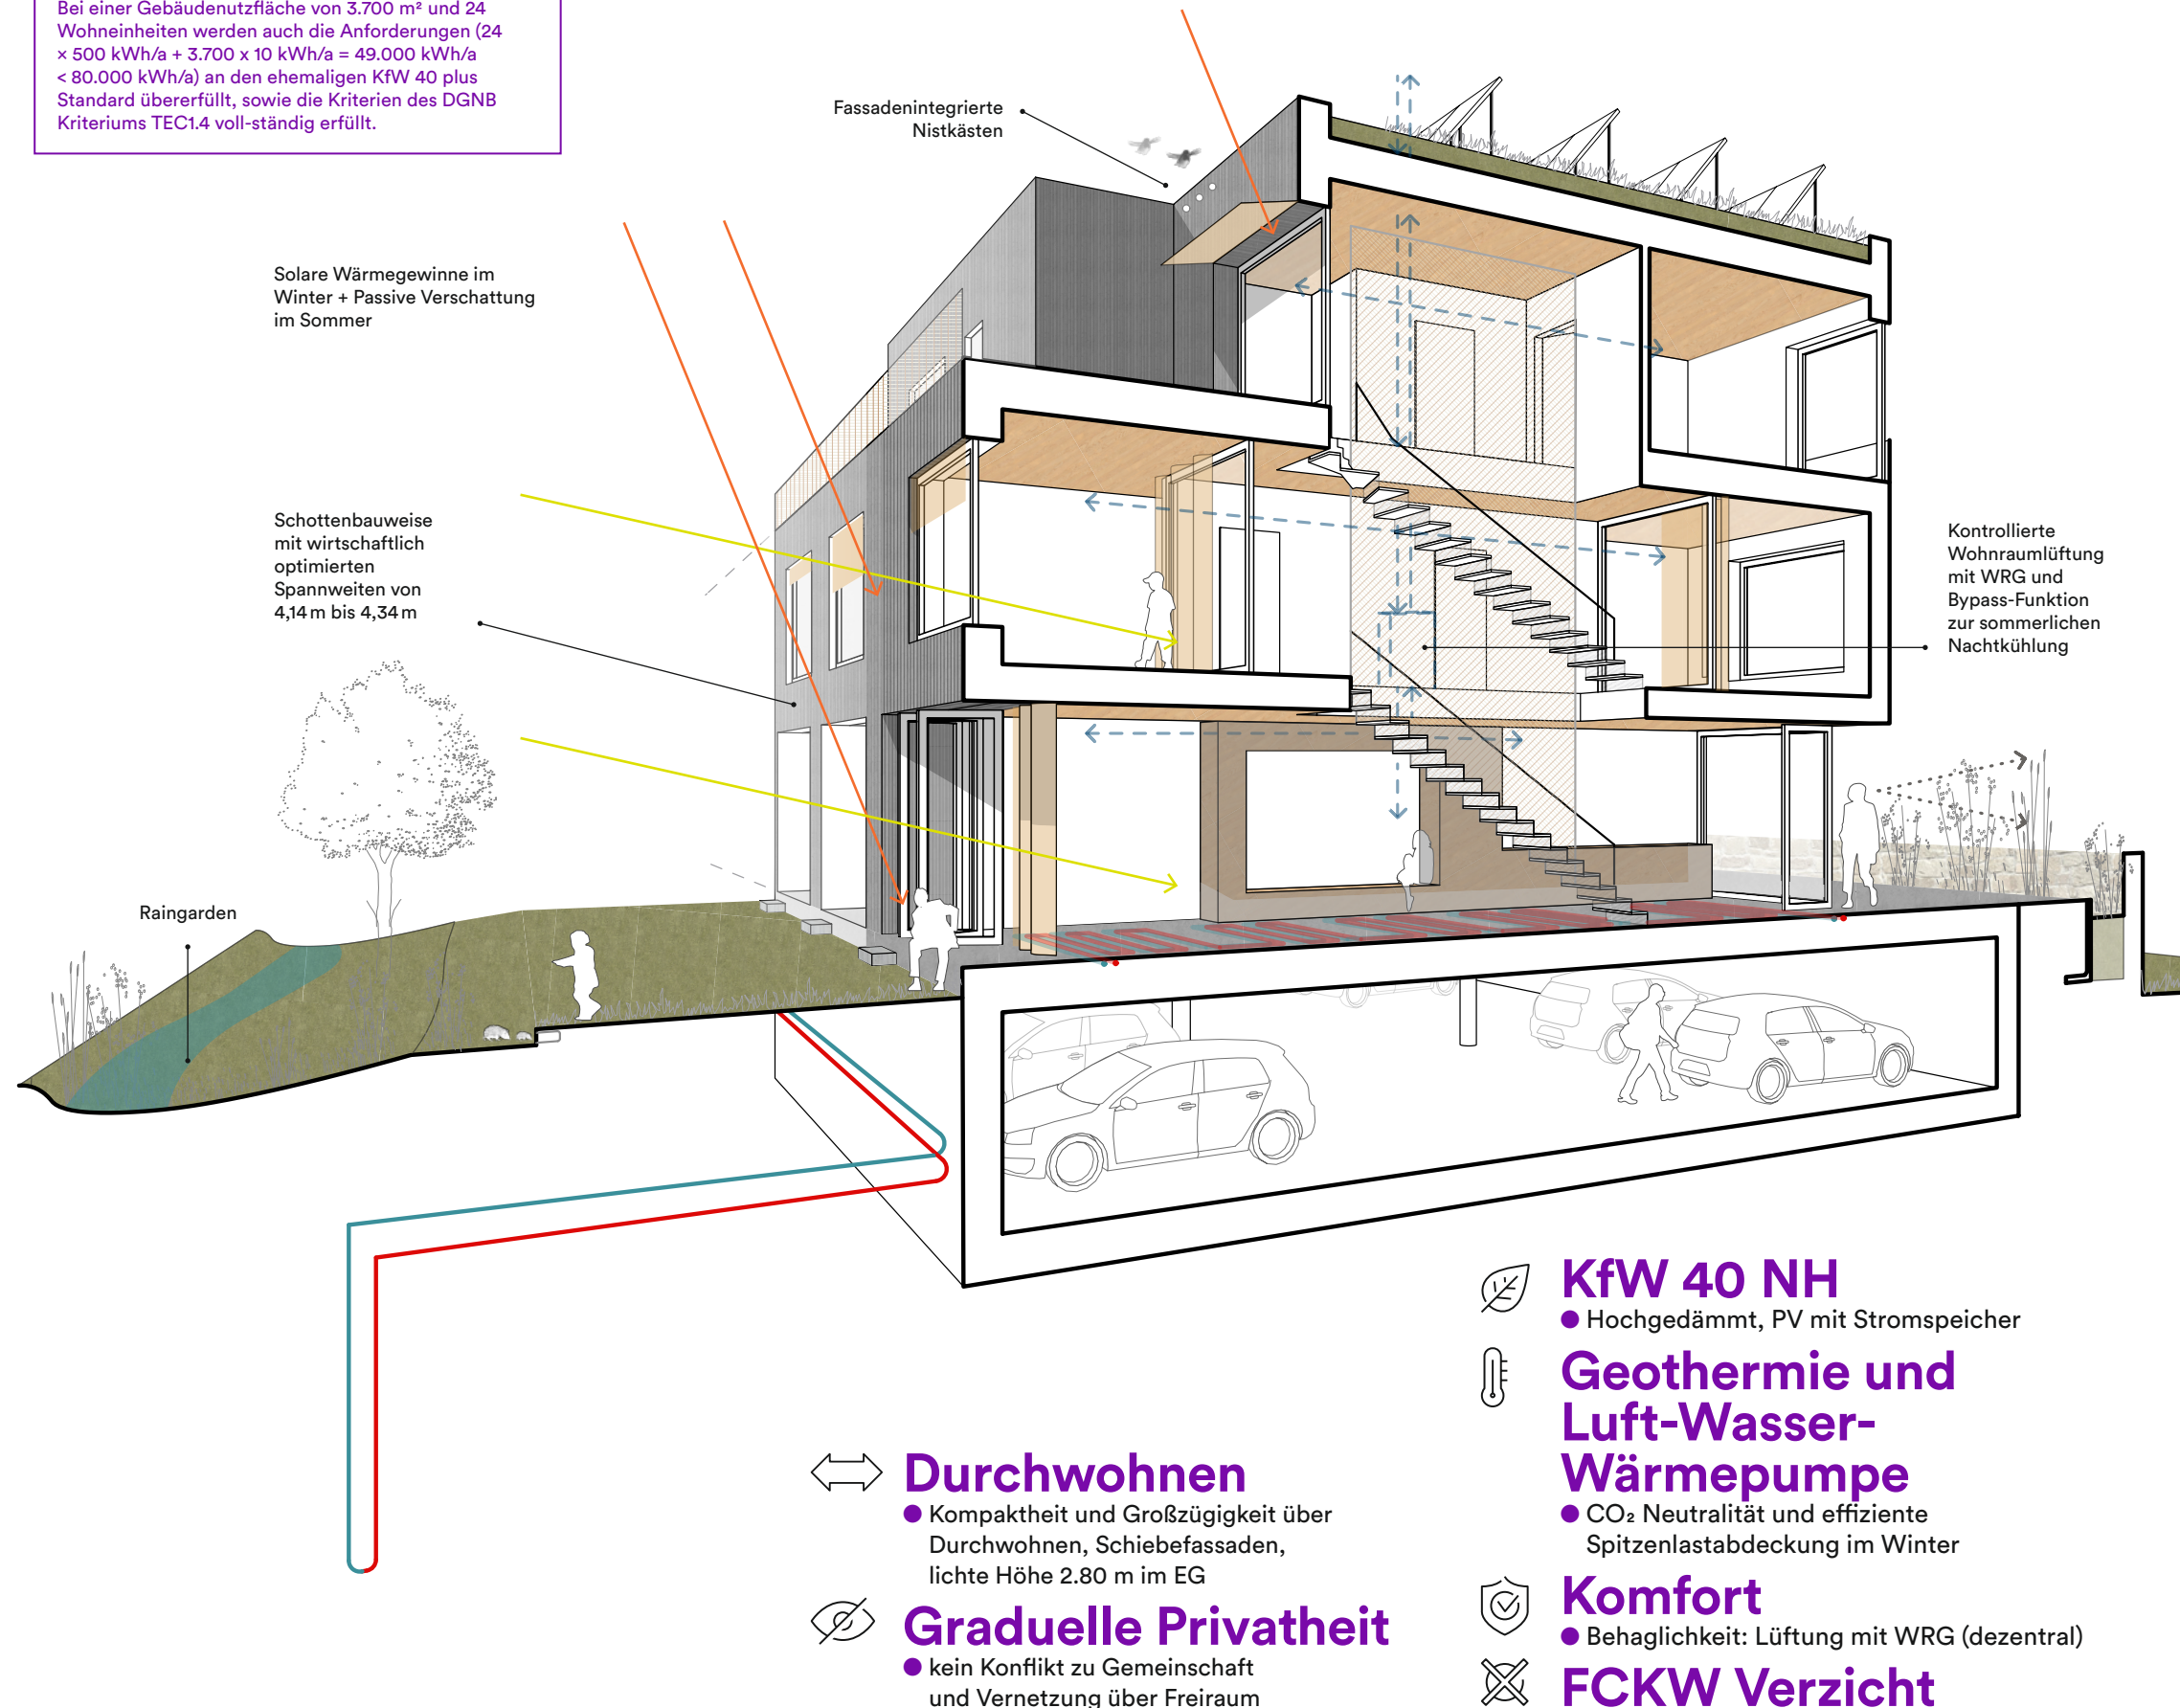 Bei einer Gebäudenutzfläche von 3.700 m² und 24
Wohneinheiten werden auch die Anforderungen (24
× 500 kWh/a + 3.700 x 10 kWh/a = 49.000 kWh/a
< 80.000 kWh/a) an den ehemaligen KfW 40 plus
Standard übererfüllt, sowie die Kriterien des DGNB
Kriteriums TEC1.4 voll-ständig erfüllt.
Fassadenintegrierte
Nistkästen
Solare Wärmegewinne im
Winter + Passive Verschattung
im Sommer
Schottenbauweise
mit wirtschaftlich
optimierten
Spannweiten von
4,14 m bis 4,34 m
Kontrollierte
Wohnraumlüftung
mit WRG und
Bypass-Funktion
zur sommerlichen
Nachtkühlung
Raingarden
Durchwohnen
● Kompaktheit und Großzügigkeit über
Durchwohnen, Schiebefassaden,
lichte Höhe 2.80 m im EG
Graduelle Privatheit
● kein Konflikt zu Gemeinschaft
und Vernetzung über Freiraum
KfW 40 NH
● Hochgedämmt, PV mit Stromspeicher
Geothermie und
Luft-Wasser-
Wärmepumpe
● CO₂ Neutralität und effiziente
Spitzenlastabdeckung im Winter
Komfort
● Behaglichkeit: Lüftung mit WRG (dezentral)
FCKW Verzicht